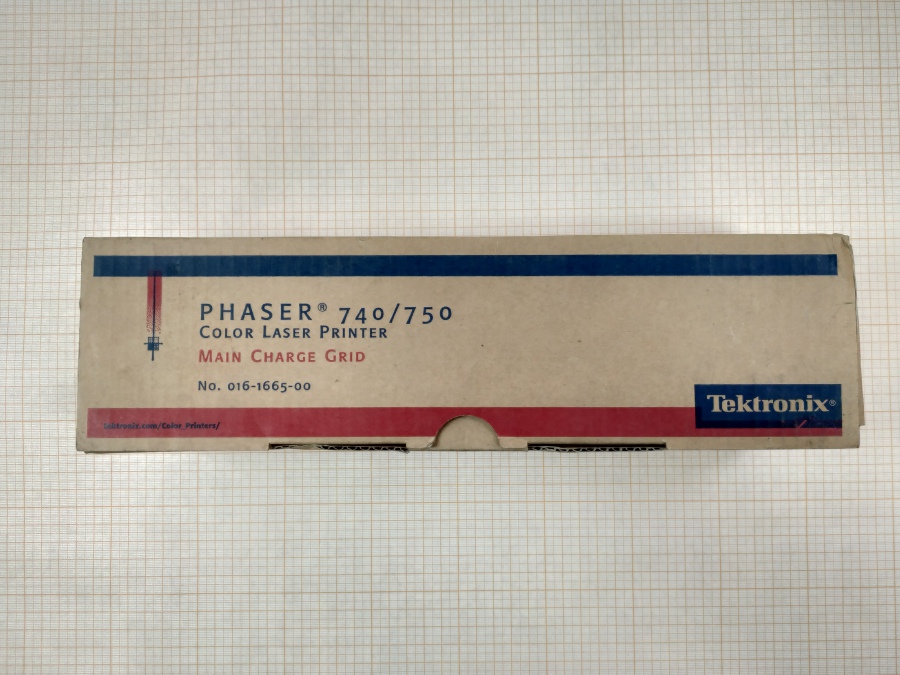 PHASER® 740/750
COLOR LASER PRINTER
MAIN CHARGE GRID
No. 016-1665-00
Tektronix®
tektronix.com/Color_Printers/